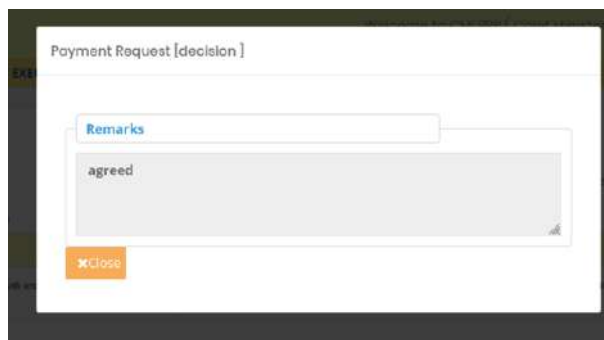 Payment Request [decision ]
Remarks
agreed
×Close